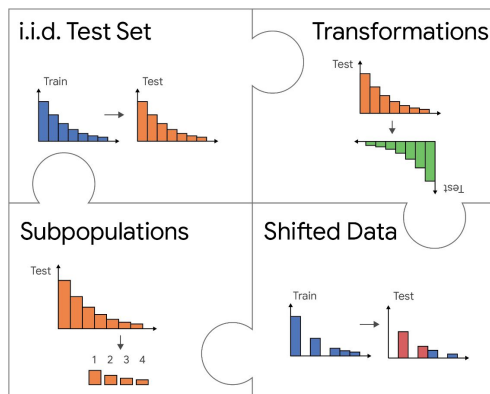 i.i.d. Test Set
Train
Test
Transformations
Test
Test
Subpopulations
Test
1 2 3 4
Shifted Data
Train
Test